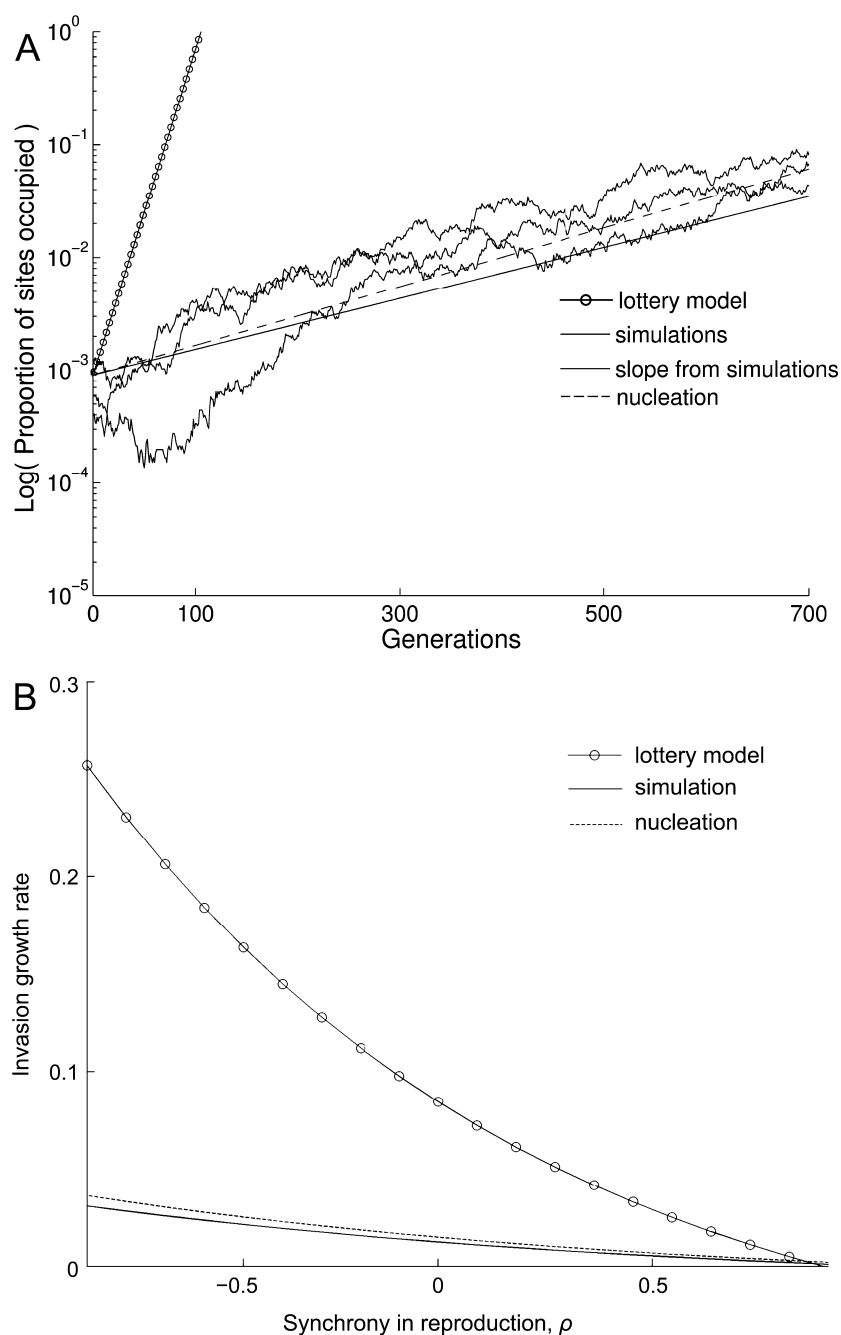 A
10^0
10^−1
10^−2
10^−3
10^−4
10^−5
Log( Proportion of sites occupied )
lottery model
simulations
slope from simulations
nucleation
0 100 300 500 700
Generations
B
0.3
0.2
0.1
0
Invasion growth rate
lottery model
simulation
nucleation
−0.5 0 0.5
Synchrony in reproduction, ρ